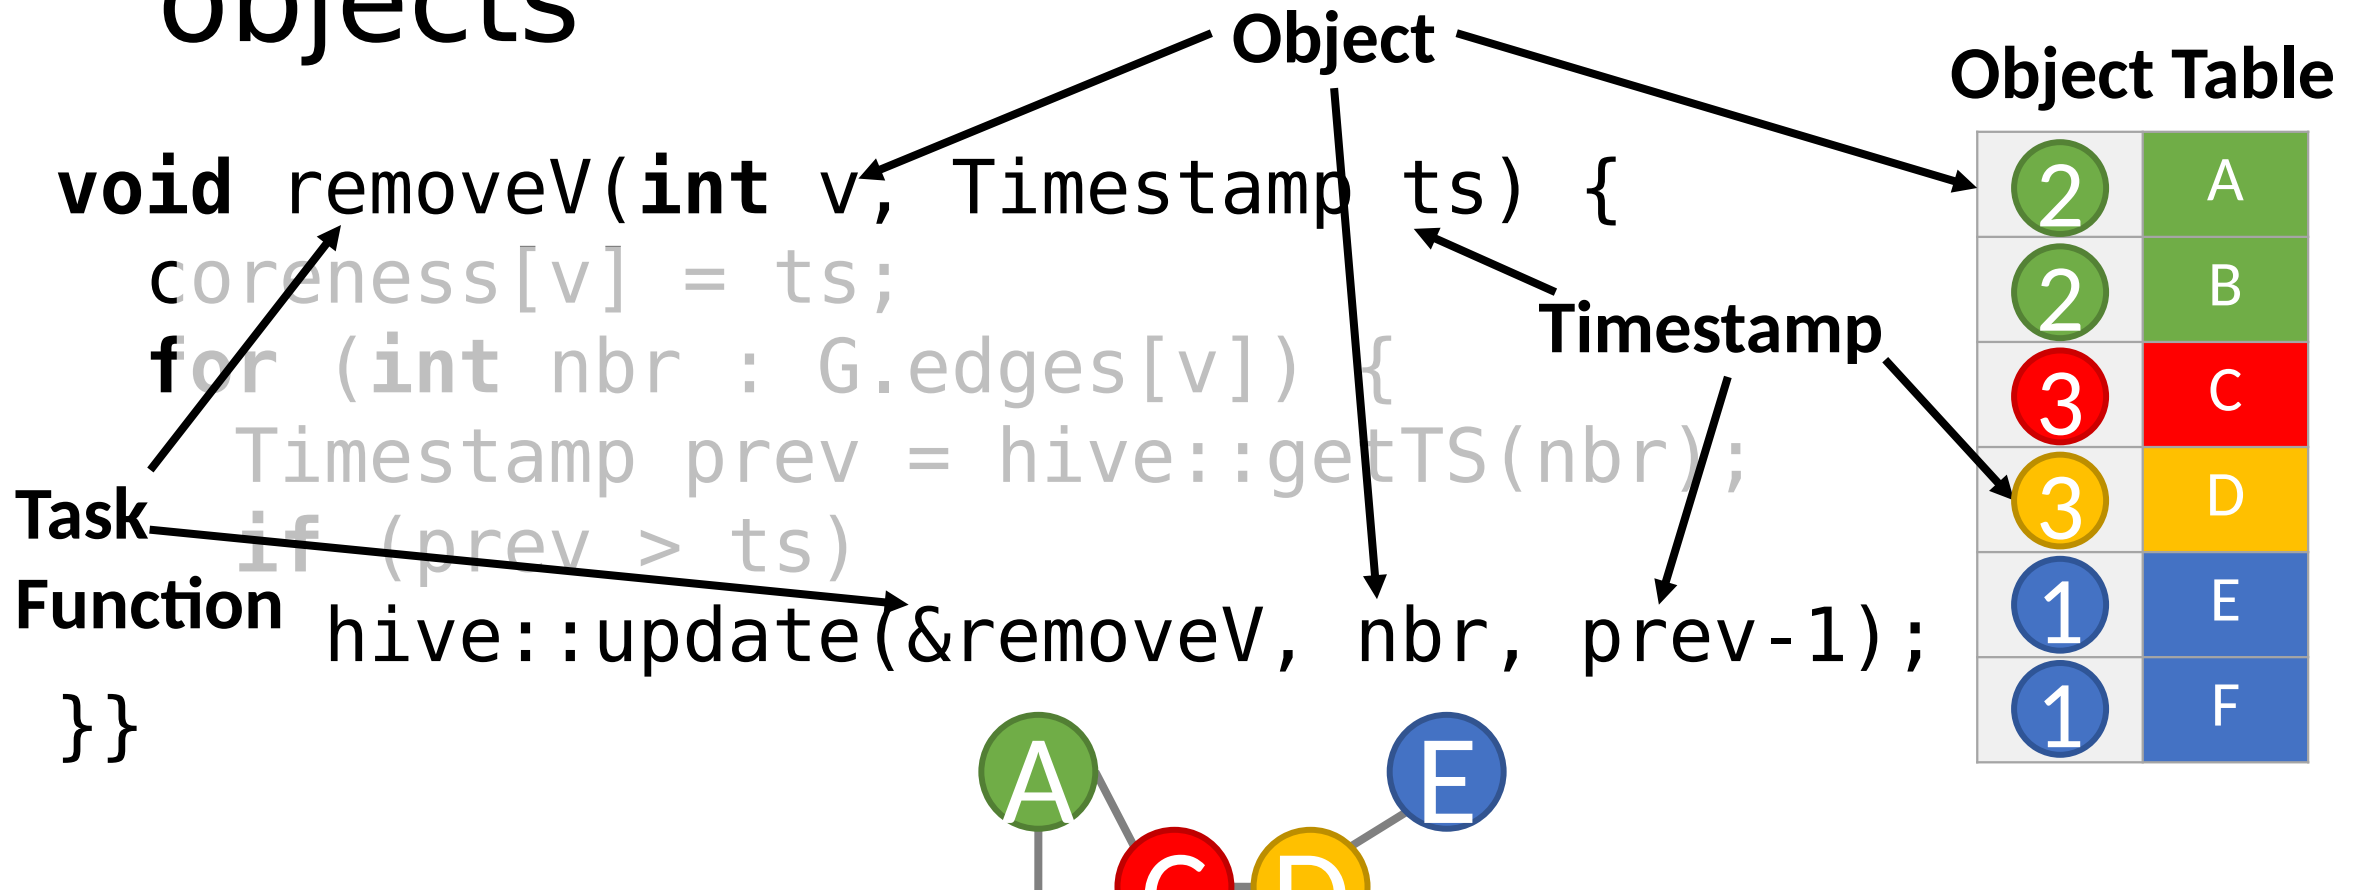 objects
Object
Object Table
void removeV(int v, Timestamp ts) {
coreness[v] = ts;
for (int nbr : G.edges[v]) {
Timestamp prev = hive::getTS(nbr);
if (prev > ts)
hive::update(&removeV, nbr, prev-1);
}}
Timestamp
Task
Function
2 A
2 B
3 C
3 D
1 E
1 F
A
E
C
D